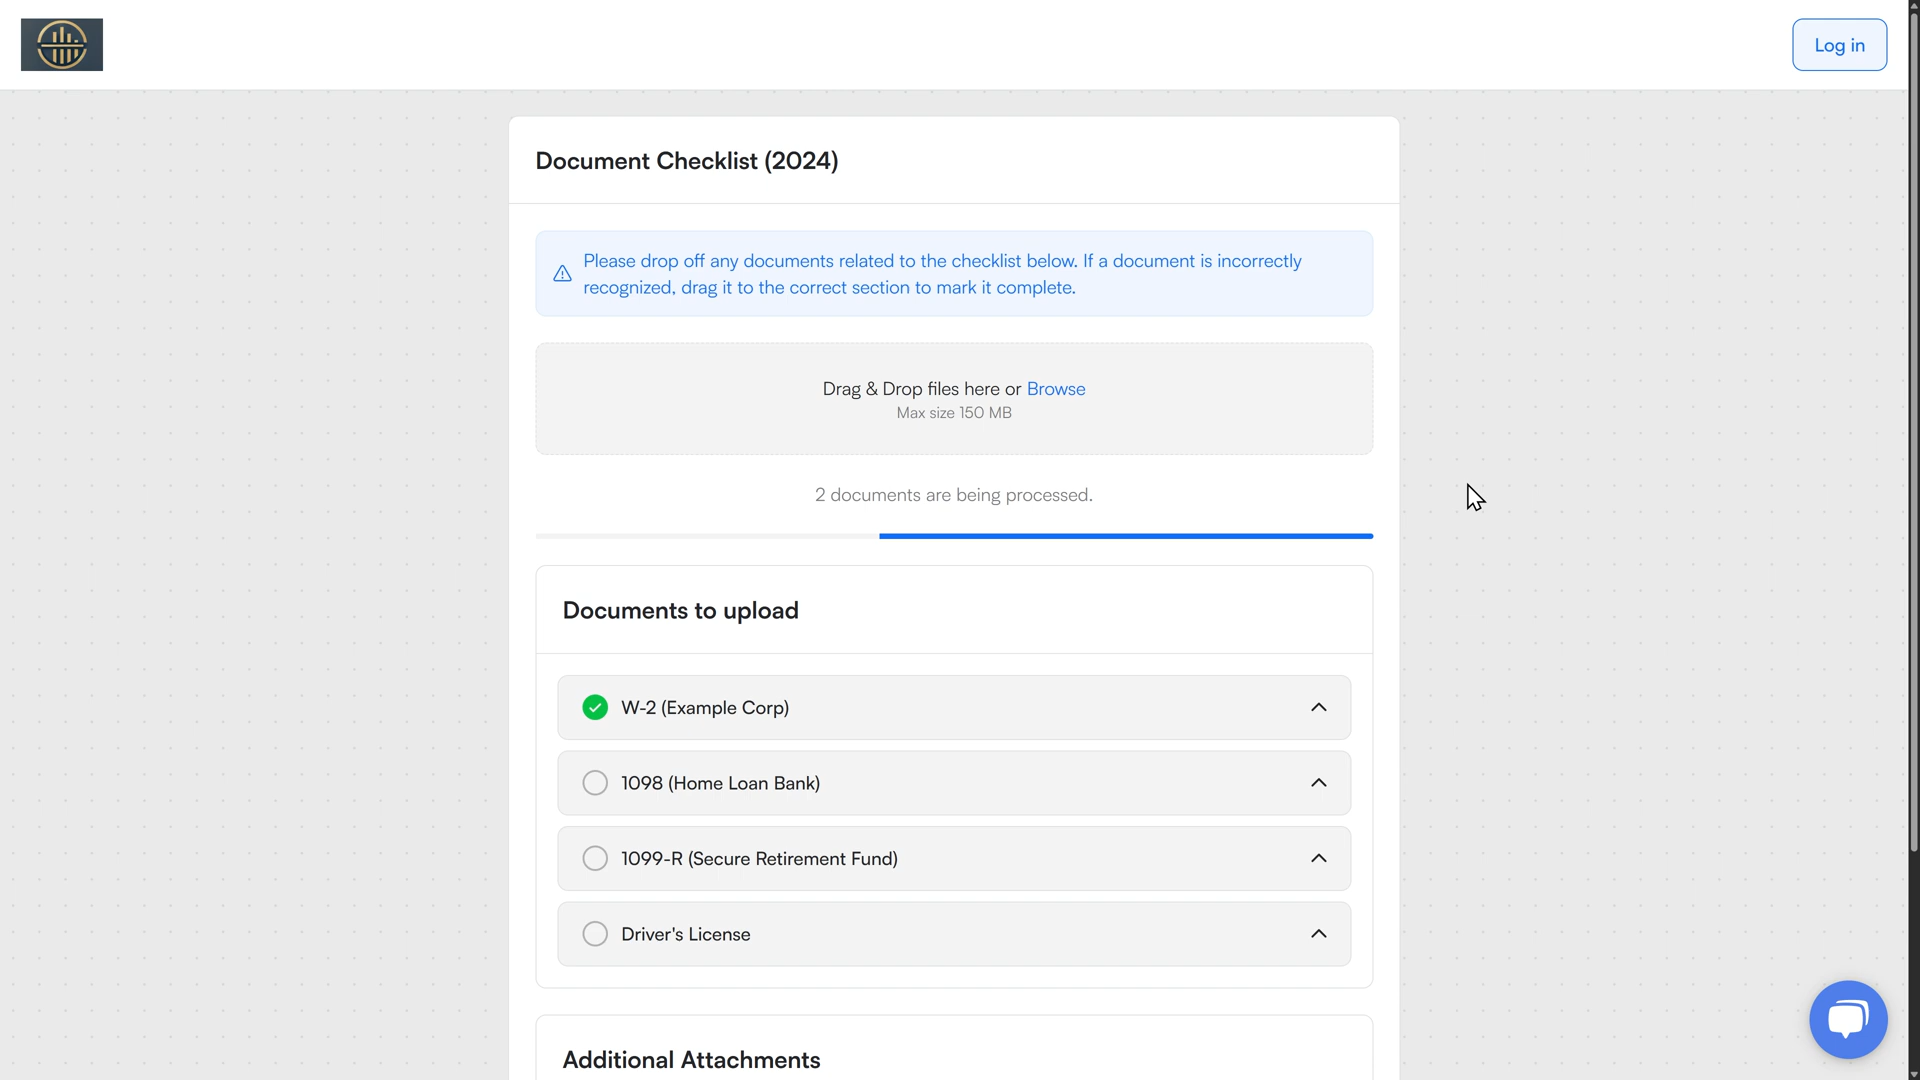 Log in
Document Checklist (2024)
Please drop off any documents related to the checklist below. If a document is incorrectly
recognized, drag it to the correct section to mark it complete.
Drag & Drop files here or Browse
Max size 150 MB
2 documents are being processed.
Documents to upload
W-2 (Example Corp)
1098 (Home Loan Bank)
1099-R (Secure Retirement Fund)
Driver's License
Additional Attachments